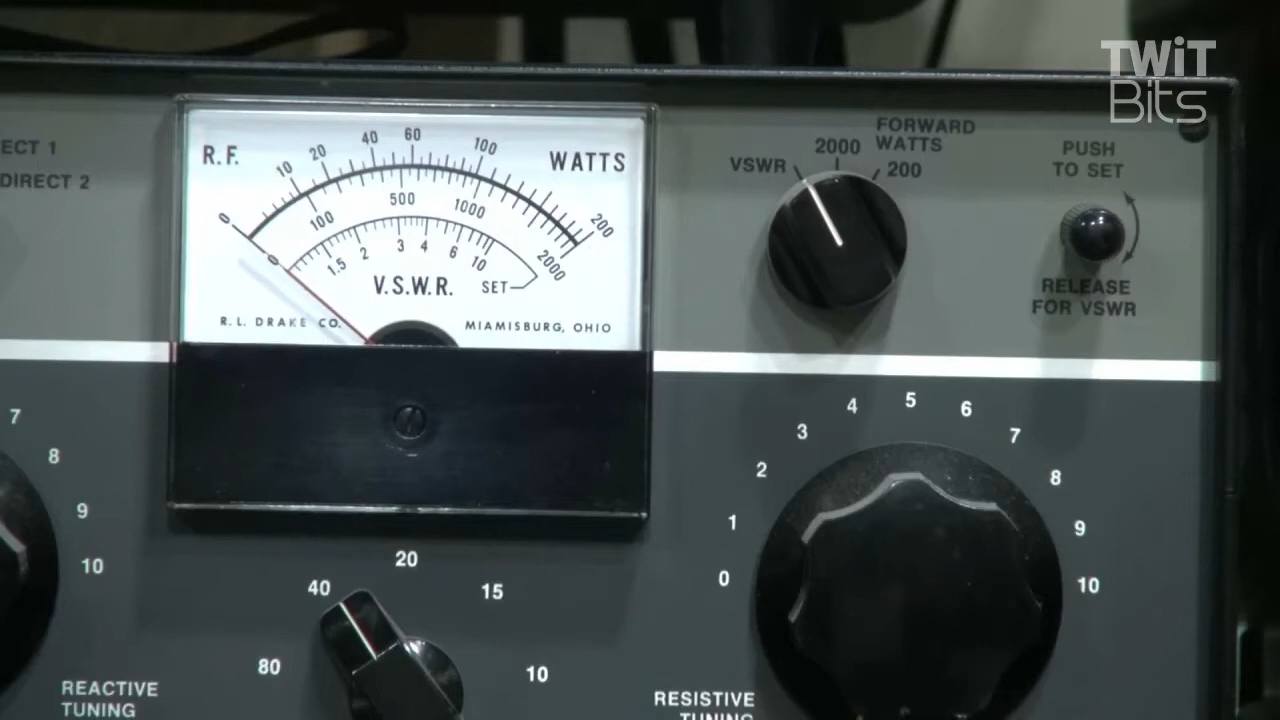 TWiT
Bits
ECT 1
DIRECT 2
R.F.
WATTS
0 10 20 40 60 100 200
0 100 500 1000 2000
1.5 2 3 4 6 10
V.S.W.R. SET
R.L. DRAKE CO. MIAMISBURG, OHIO
VSWR 2000 FORWARD
WATTS
200
PUSH
TO SET
RELEASE
FOR VSWR
7
8
9
10
REACTIVE
TUNING
80 40 20 15 10
0 1 2 3 4 5 6 7 8 9 10
RESISTIVE
TUNING